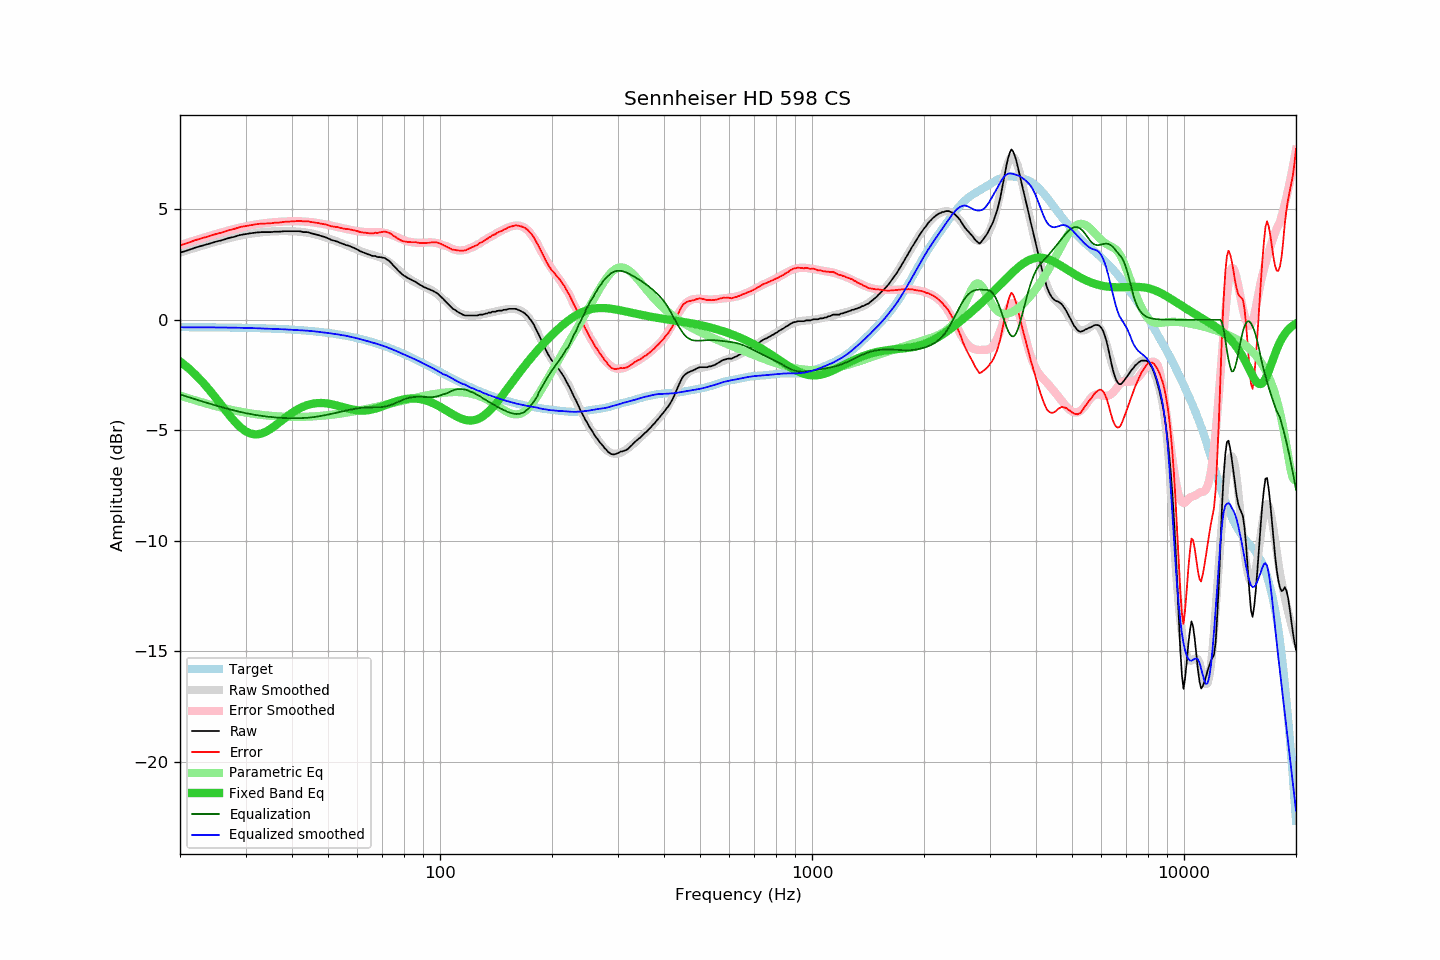 Sennheiser HD 598 CS
5
0
−5
−10
−15
−20
Amplitude (dBr)
Target
Raw Smoothed
Error Smoothed
Raw
Error
Parametric Eq
Fixed Band Eq
Equalization
Equalized smoothed
100
1000
10000
Frequency (Hz)